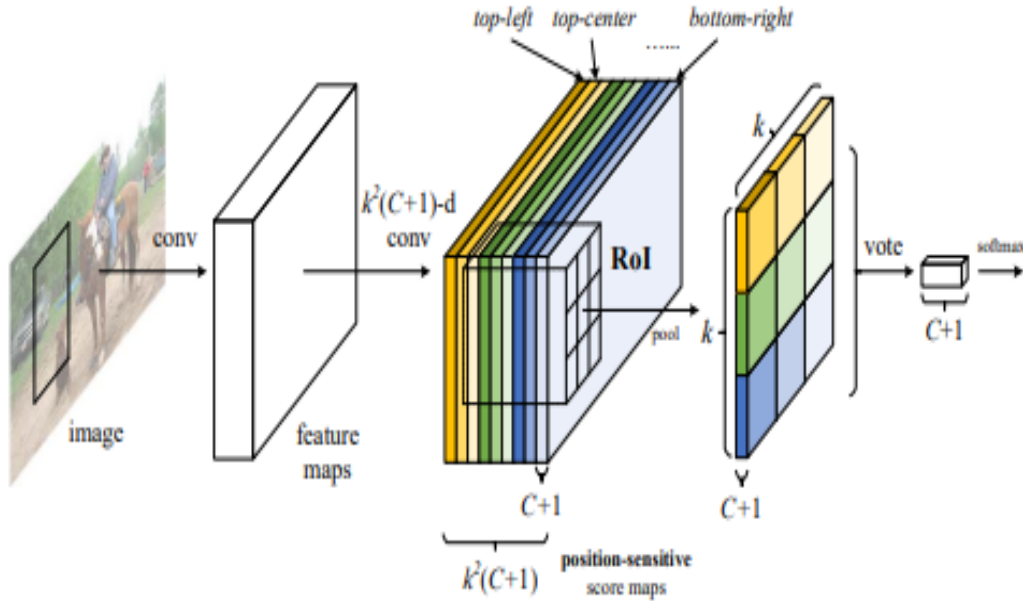 top-left top-center bottom-right
......
k
k²(C+1)-d
conv
conv
RoI
vote
softmax
pool
k
C+1
image
feature
maps
C+1
C+1
k²(C+1)
position-sensitive
score maps